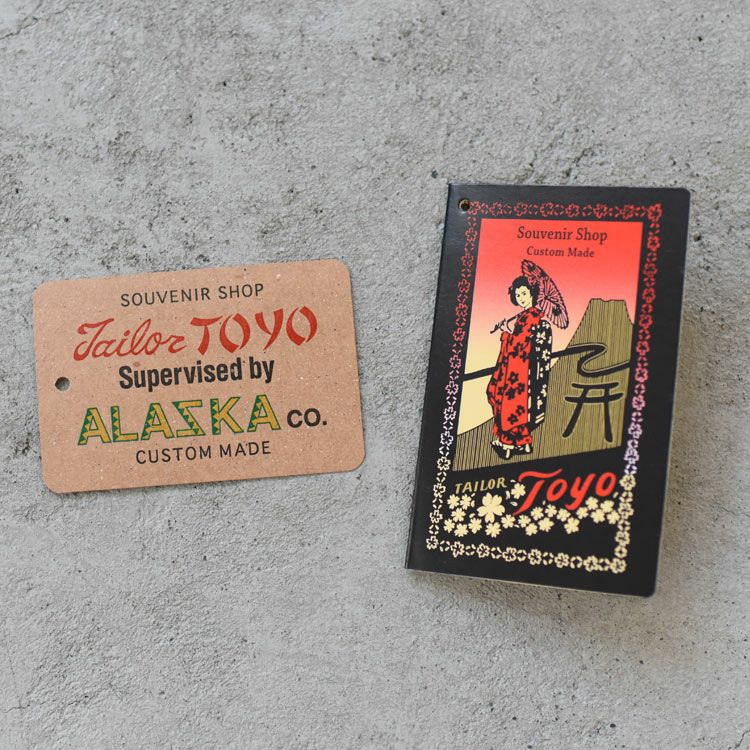 SOUVENIR SHOP
Tailor TOYO
Supervised by
ALASKA CO.
CUSTOM MADE
Souvenir Shop
Custom Made
TAILOR Toyo